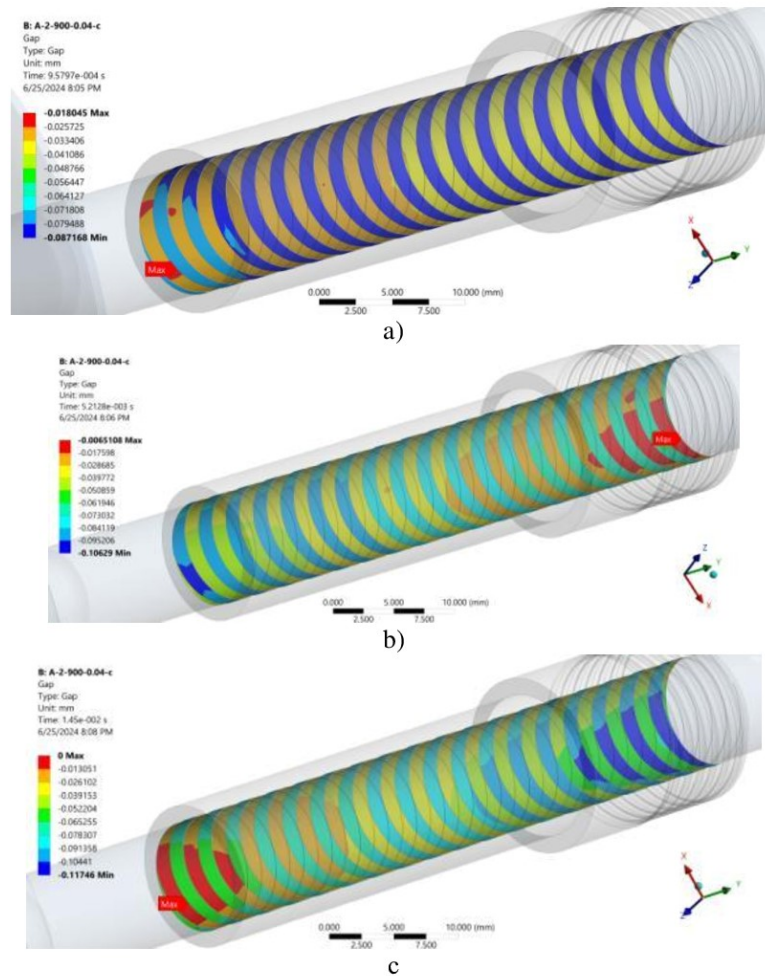 B: A-2-900-0.04-c
Gap
Type: Gap
Unit: mm
Time: 9.5797e-004 s
6/25/2024 8:05 PM
-0.018045 Max
-0.025725
-0.033406
-0.041086
-0.048766
-0.056447
-0.064127
-0.071808
-0.079488
-0.087168 Min
Max
X
Y
Z
0.000 5.000 10.000 (mm)
2.500 7.500
a)
B: A-2-900-0.04-c
Gap
Type: Gap
Unit: mm
Time: 5.2128e-003 s
6/25/2024 8:06 PM
-0.0065108 Max
-0.017598
-0.028685
-0.039772
-0.050859
-0.061946
-0.073032
-0.084119
-0.095206
-0.10629 Min
Max
Z
Y
X
0.000 5.000 10.000 (mm)
2.500 7.500
b)
B: A-2-900-0.04-c
Gap
Type: Gap
Unit: mm
Time: 1.45e-002 s
6/25/2024 8:08 PM
0 Max
-0.013051
-0.026102
-0.039153
-0.052204
-0.065255
-0.078307
-0.091358
-0.10441
-0.11746 Min
Max
X
Y
Z
0.000 5.000 10.000 (mm)
2.500 7.500
c